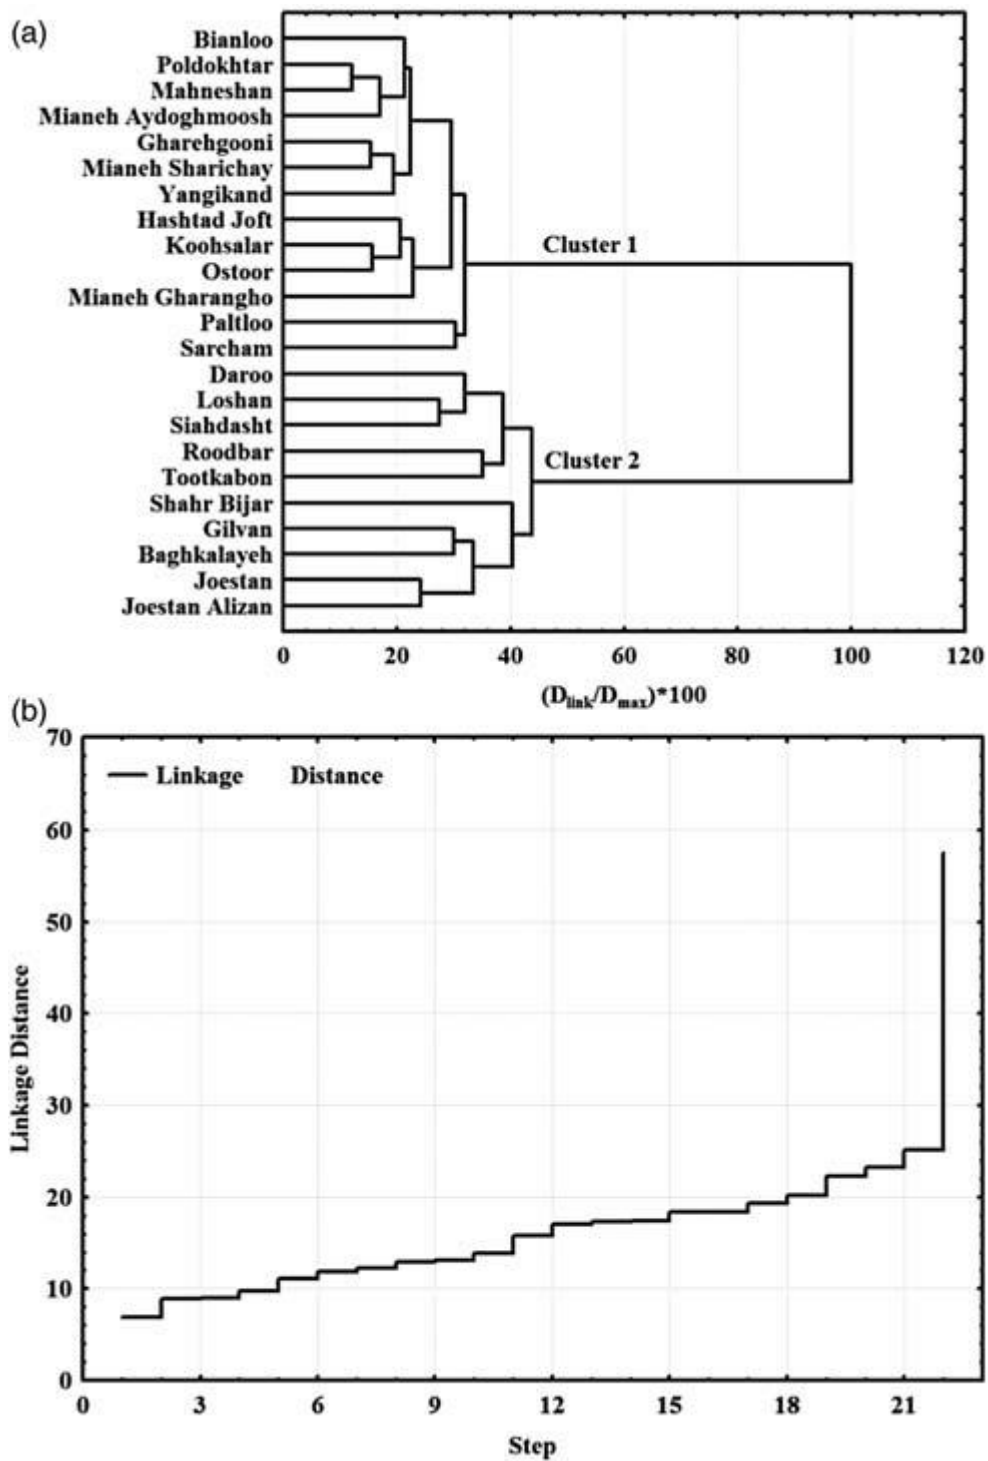 (a)
Bianloo
Poldokhtar
Mahneshan
Mianeh Aydoghmoosh
Gharehgooni
Mianeh Sharichay
Yangikand
Hashtad Joft
Koohsalar
Ostoor
Mianeh Gharangho
Paltloo
Sarcham
Daroo
Loshan
Siahdasht
Roodbar
Tootkabon
Shahr Bijar
Gilvan
Baghkalayeh
Joestan
Joestan Alizan
Cluster 1
Cluster 2
0 20 40 60 80 100 120
(Dlink/Dmax)*100
(b)
Linkage Distance
70
60
50
40
30
20
10
0
Linkage Distance
0 3 6 9 12 15 18 21
Step